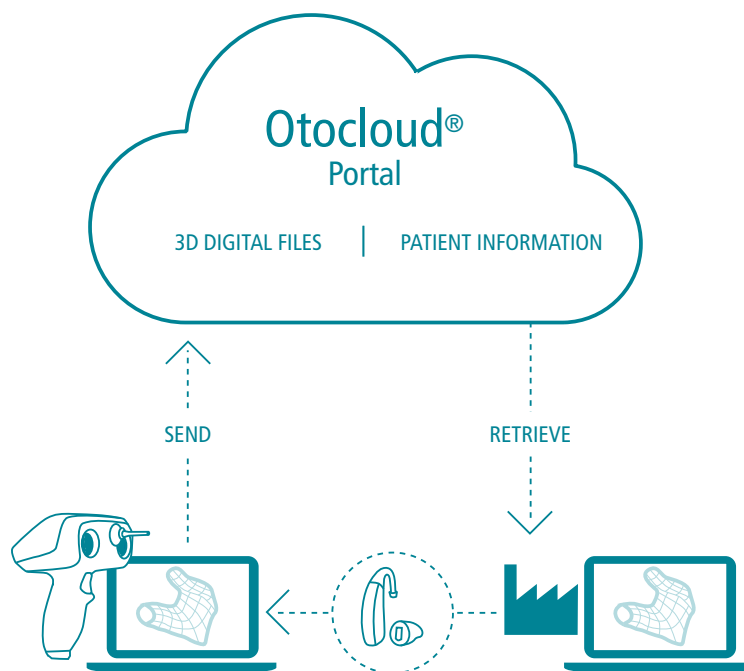 Otocloud®
Portal
3D DIGITAL FILES | PATIENT INFORMATION
SEND
RETRIEVE